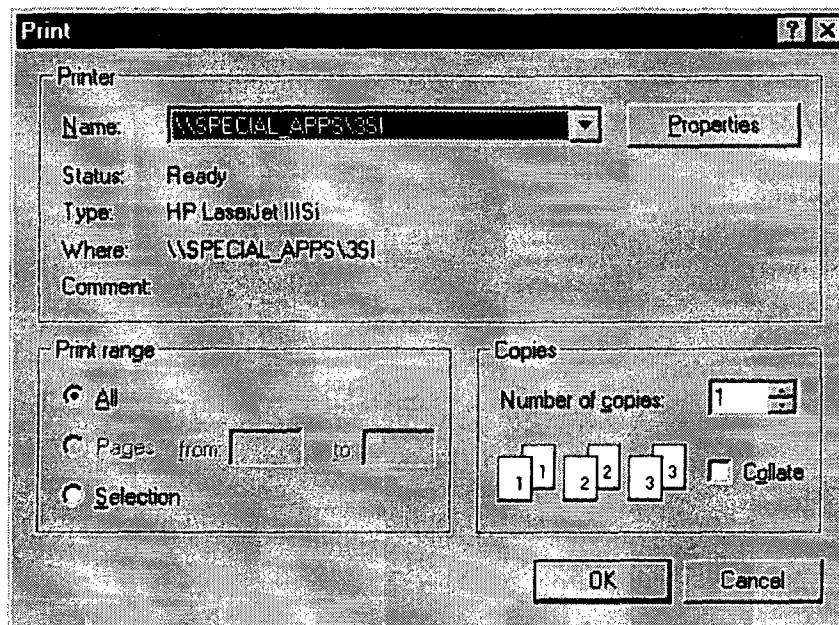 Print
Printer
Name: \\SPECIAL_APPS\3SI Properties
Status: Ready
Type: HP LaserJet IIISi
Where: \\SPECIAL_APPS\3SI
Comment:
Print range
All
Pages from: to:
Selection
Copies
Number of copies: 1
1 1 2 2 3 3 Collate
OK Cancel